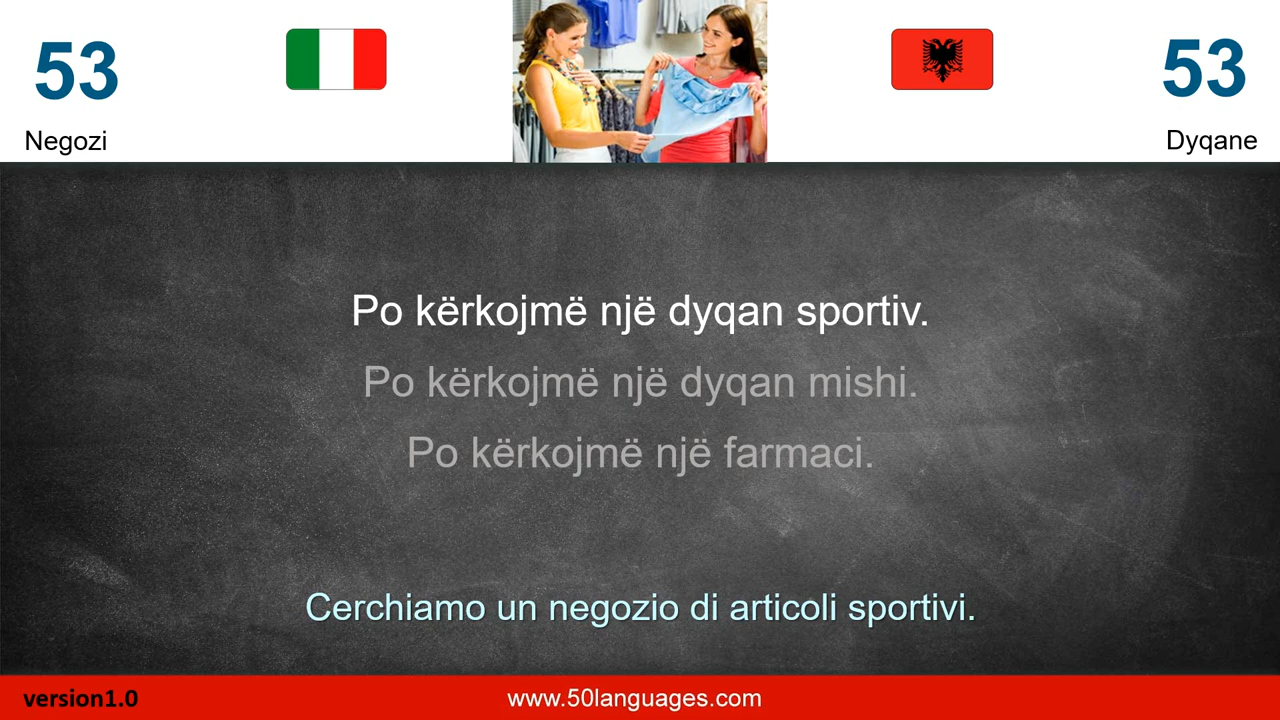 53
53
Negozi
Dyqane
Po kërkojmë një dyqan sportiv.
Po kërkojmë një dyqan mishi.
Po kërkojmë një farmaci.
Cerchiamo un negozio di articoli sportivi.
version1.0
www.50languages.com